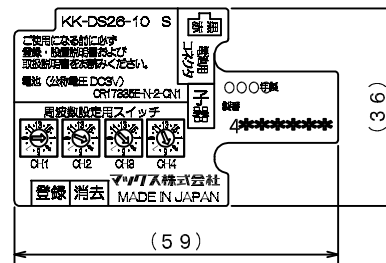 KK-DS26-10 S
ご使用になる前に必ず
登録・設置説明書および
取扱説明書をお読みください。
電池（公称電圧 DC3V）
CR17335E-N-2-CN1
周波数設定用スイッチ
CH1 CH2 CH3 CH4
登録 消去
マックス株式会社
MADE IN JAPAN
コネクタ
製番
4*******
(36)
(59)